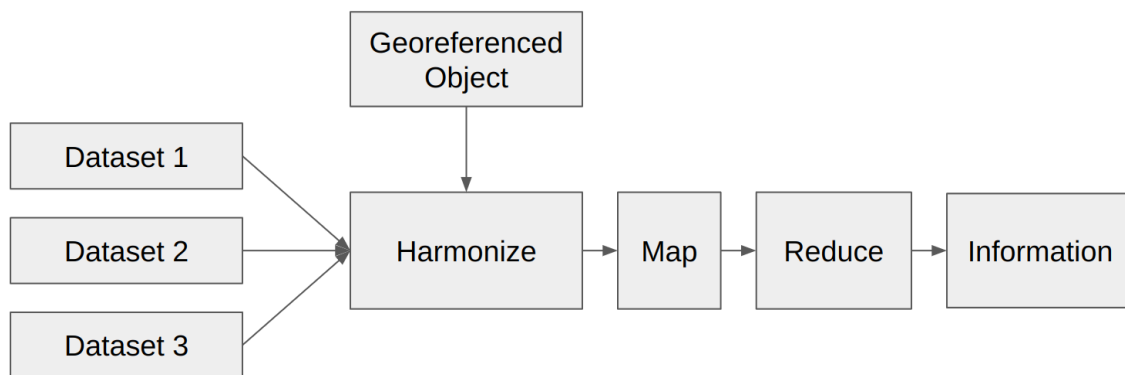 Georeferenced
Object
Dataset 1
Dataset 2
Dataset 3
Harmonize
Map
Reduce
Information